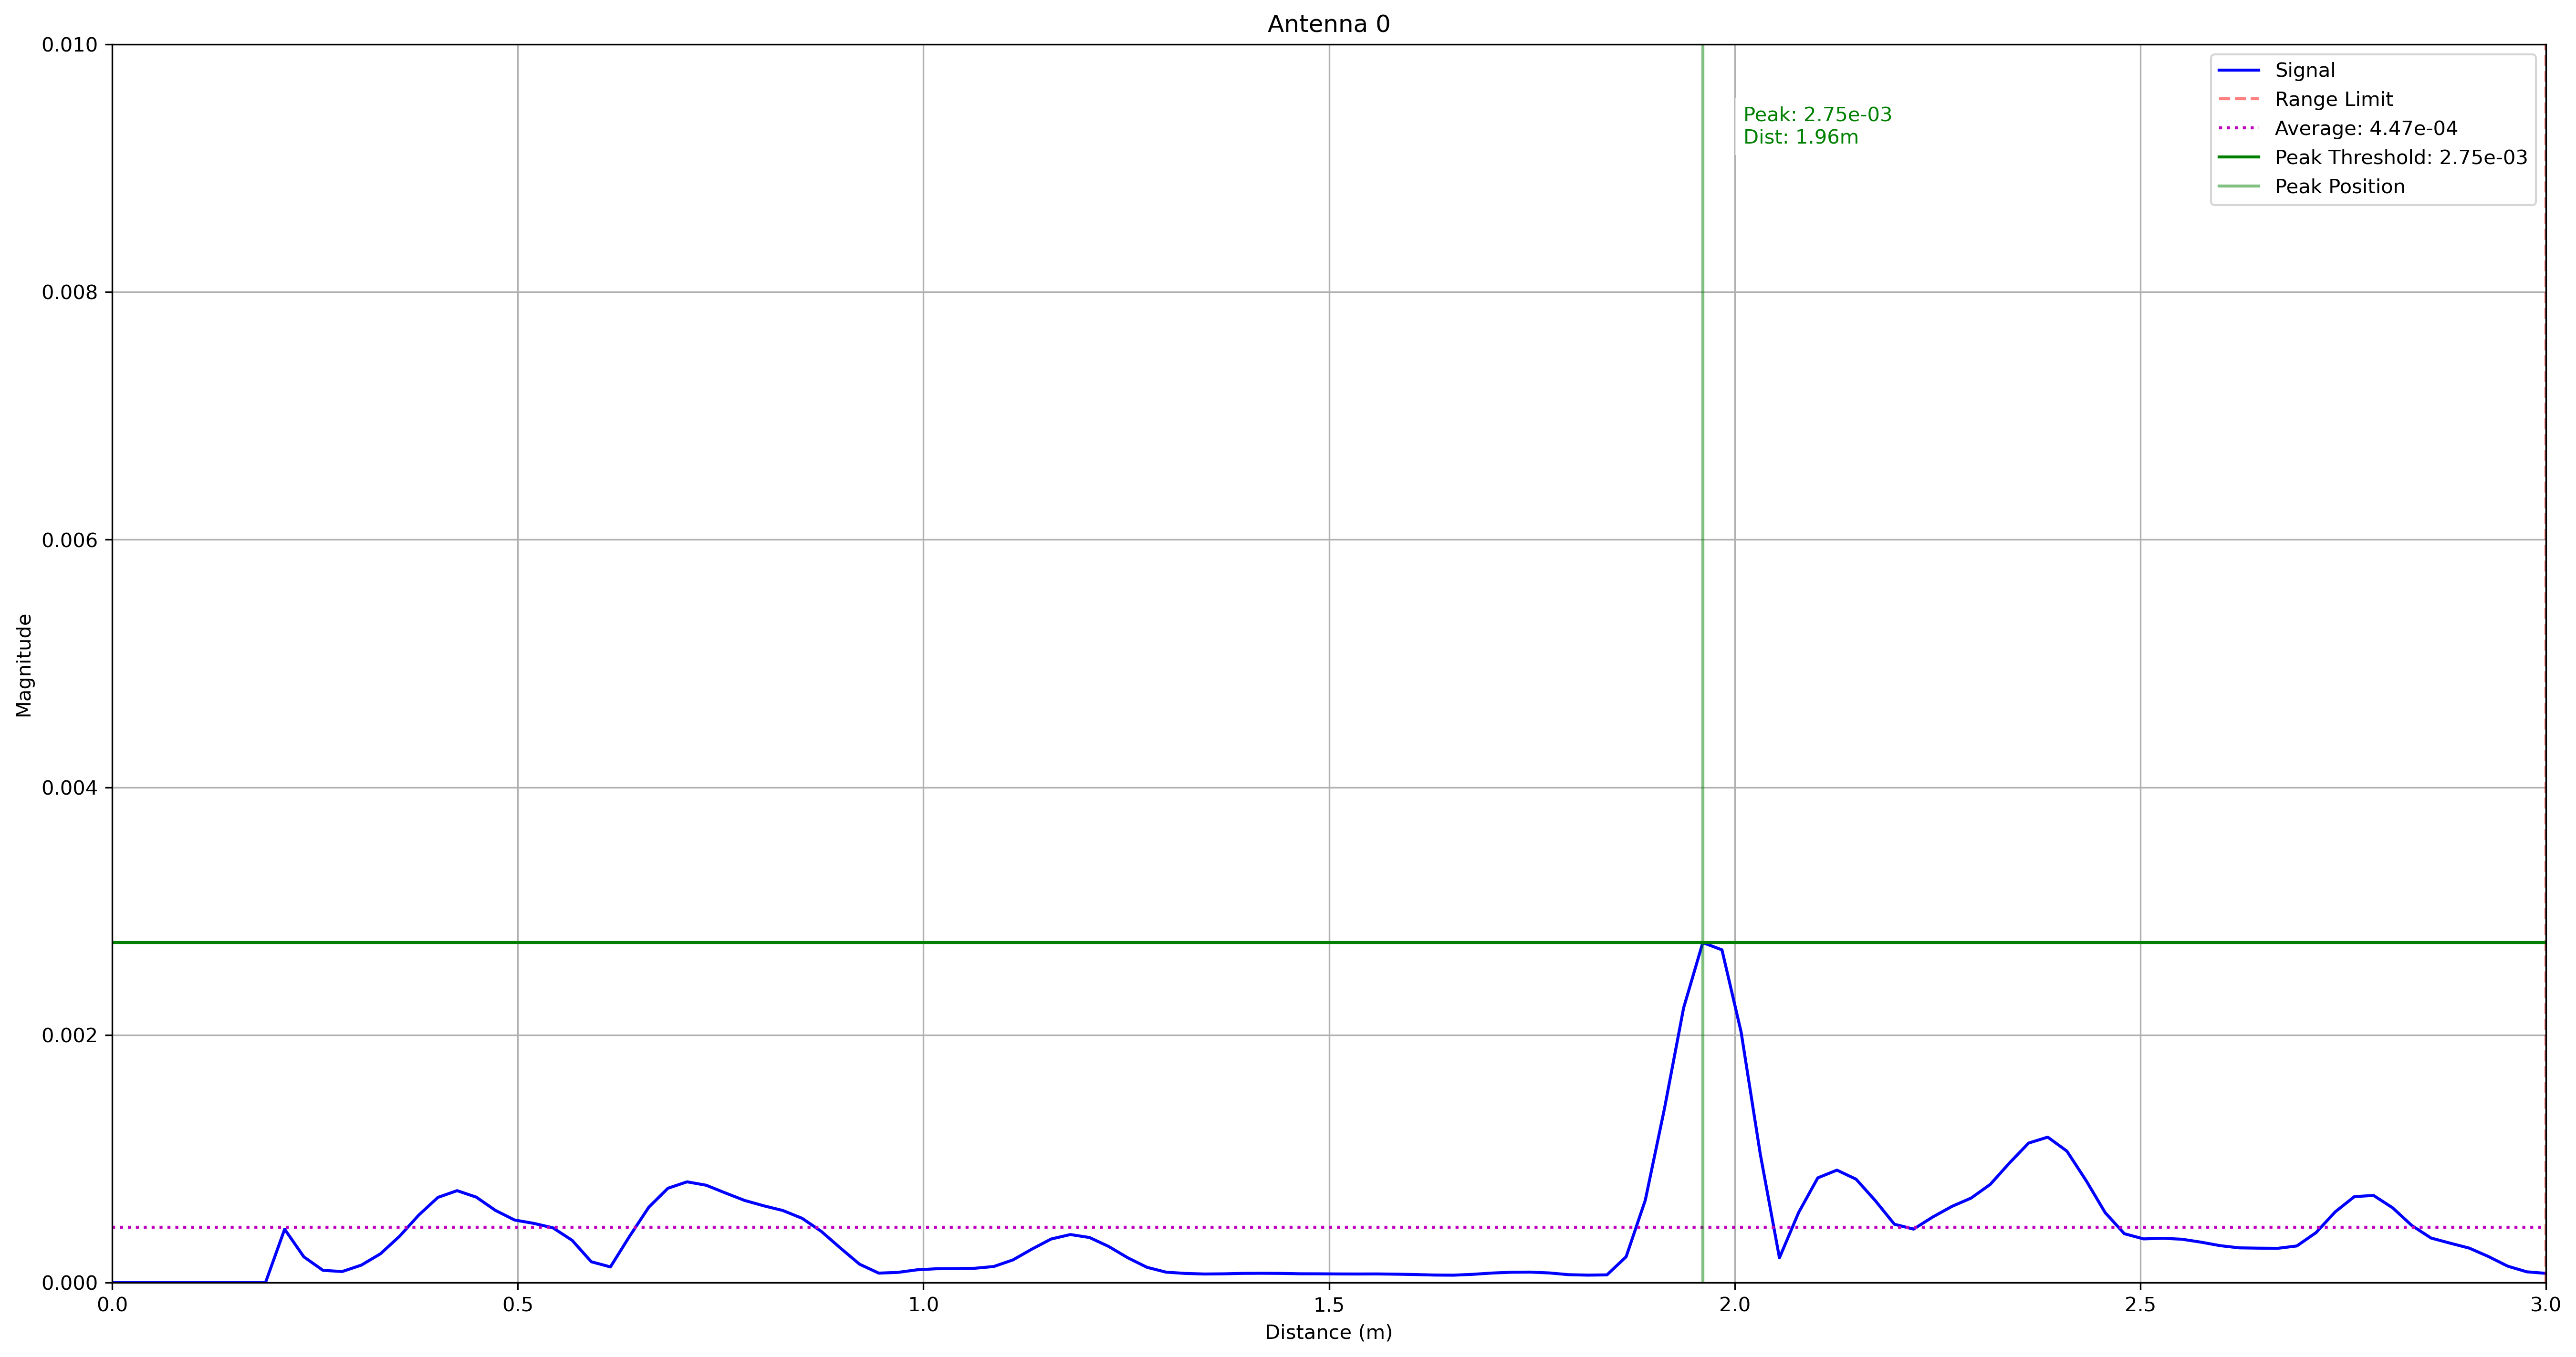 Antenna 0
0.010
0.008
0.006
0.004
0.002
0.000
Magnitude
Peak: 2.75e-03
Dist: 1.96m
Signal
Range Limit
Average: 4.47e-04
Peak Threshold: 2.75e-03
Peak Position
0.0
0.5
1.0
1.5
2.0
2.5
3.0
Distance (m)